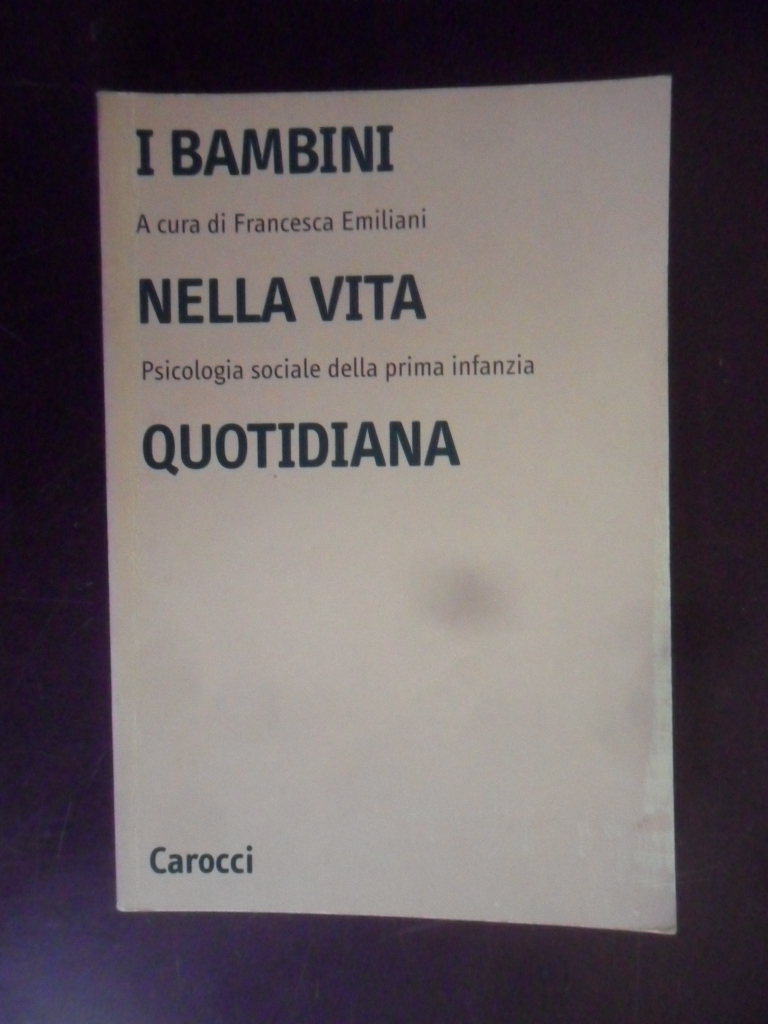 I BAMBINI
A cura di Francesca Emiliani
NELLA VITA
Psicologia sociale della prima infanzia
QUOTIDIANA
Carocci